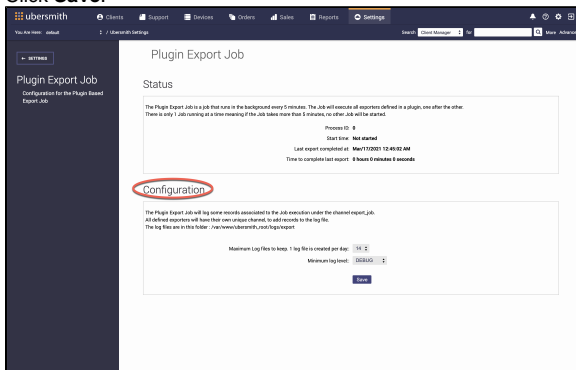 Click Save.
ubersmith
Clients
Support
Devices
Orders
Sales
Reports
Settings
You Are Here: default
/ Ubersmith Settings
Search Client Manager for
More Advanced
← SETTINGS
Plugin Export Job
Configuration for the Plugin Based
Export Job
Plugin Export Job
Status
The Plugin Export Job is a job that runs in the background every 5 minutes. The Job will execute all exporters defined in a plugin, one after the other.
There is only 1 Job running at a time meaning if the Job takes more than 5 minutes, no other Job will be started.
Process ID: 0
Start time: Not started
Last export completed at: Mar/17/2021 12:45:02 AM
Time to complete last export: 0 hours 0 minutes 0 seconds
Configuration
The Plugin Export Job will log some records associated to the Job execution under the channel export_job.
All defined exporters will have their own unique channel, to add records to the log file.
The log files are in this folder : /var/www/ubersmith_root/logs/export
Maximum Log files to keep. 1 log file is created per day: 14
Minimum log level: DEBUG
Save